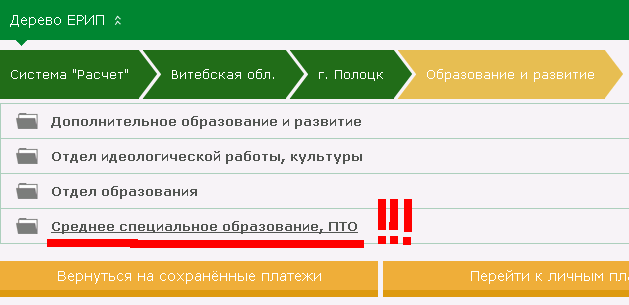 Дерево ЕРИП
Система "Расчет" Витебская обл. г. Полоцк Образование и развитие
Дополнительное образование и развитие
Отдел идеологической работы, культуры
Отдел образования
Среднее специальное образование, ПТО !!!
Вернуться на сохранённые платежи Перейти к личным пла